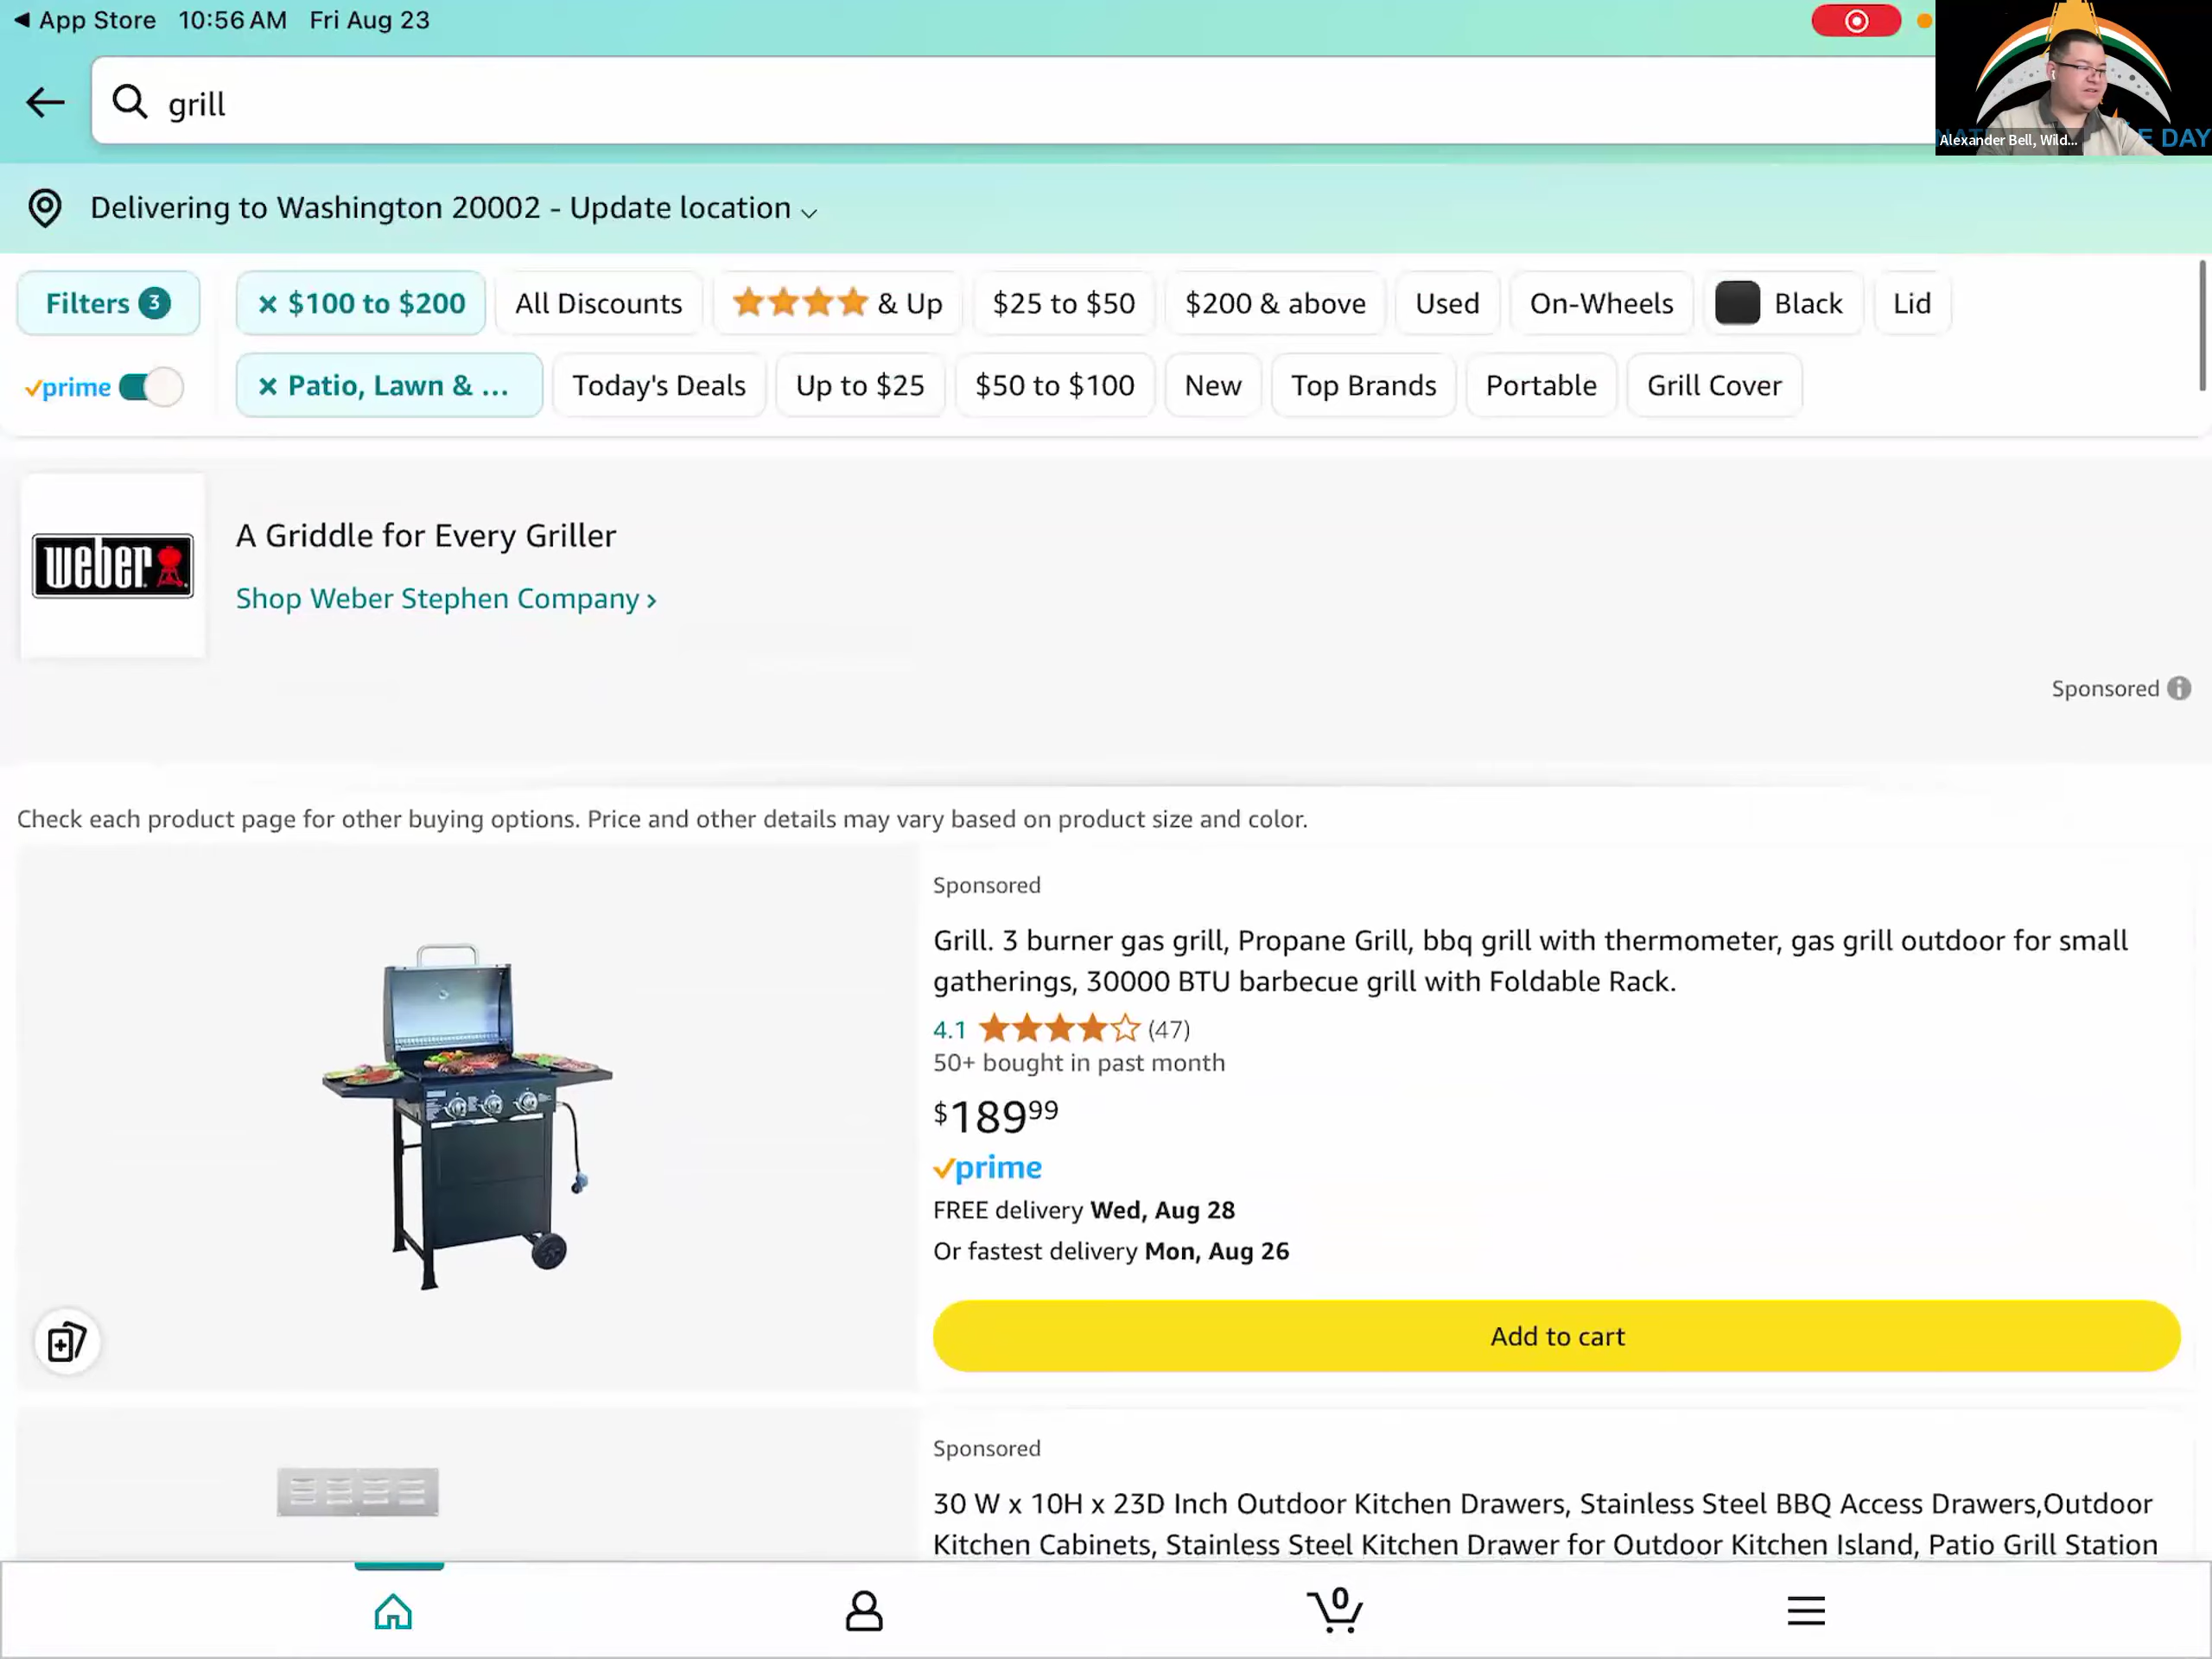 App Store 10:56 AM Fri Aug 23
grill
Alexander Bell, Wild...
E DAY
Delivering to Washington 20002 - Update location
Filters 3
× $100 to $200
All Discounts
& Up
$25 to $50
$200 & above
Used
On-Wheels
Black
Lid
prime
× Patio, Lawn & ...
Today's Deals
Up to $25
$50 to $100
New
Top Brands
Portable
Grill Cover
weber
A Griddle for Every Griller
Shop Weber Stephen Company ›
Sponsored
Check each product page for other buying options. Price and other details may vary based on product size and color.
Sponsored
Grill. 3 burner gas grill, Propane Grill, bbq grill with thermometer, gas grill outdoor for small
gatherings, 30000 BTU barbecue grill with Foldable Rack.
4.1 (47)
50+ bought in past month
$189.99
prime
FREE delivery Wed, Aug 28
Or fastest delivery Mon, Aug 26
Add to cart
Sponsored
30 W x 10H x 23D Inch Outdoor Kitchen Drawers, Stainless Steel BBQ Access Drawers,Outdoor
Kitchen Cabinets, Stainless Steel Kitchen Drawer for Outdoor Kitchen Island, Patio Grill Station
0